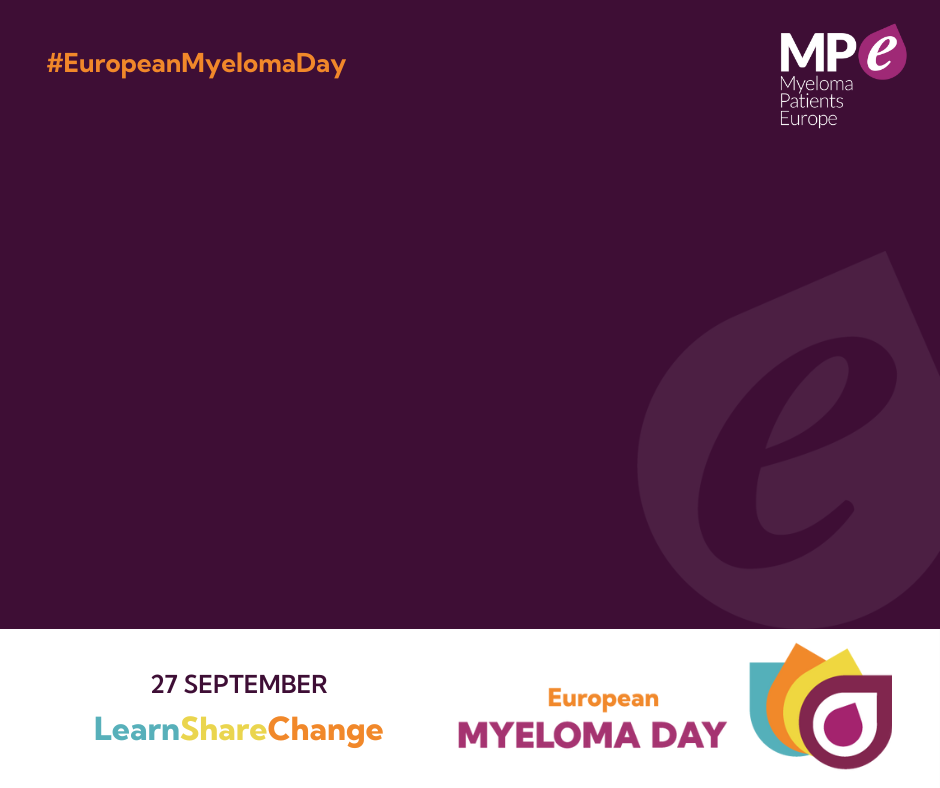 #EuropeanMyelomaDay
MPe
Myeloma
Patients
Europe
e
27 SEPTEMBER
LearnShareChange
European
MYELOMA DAY